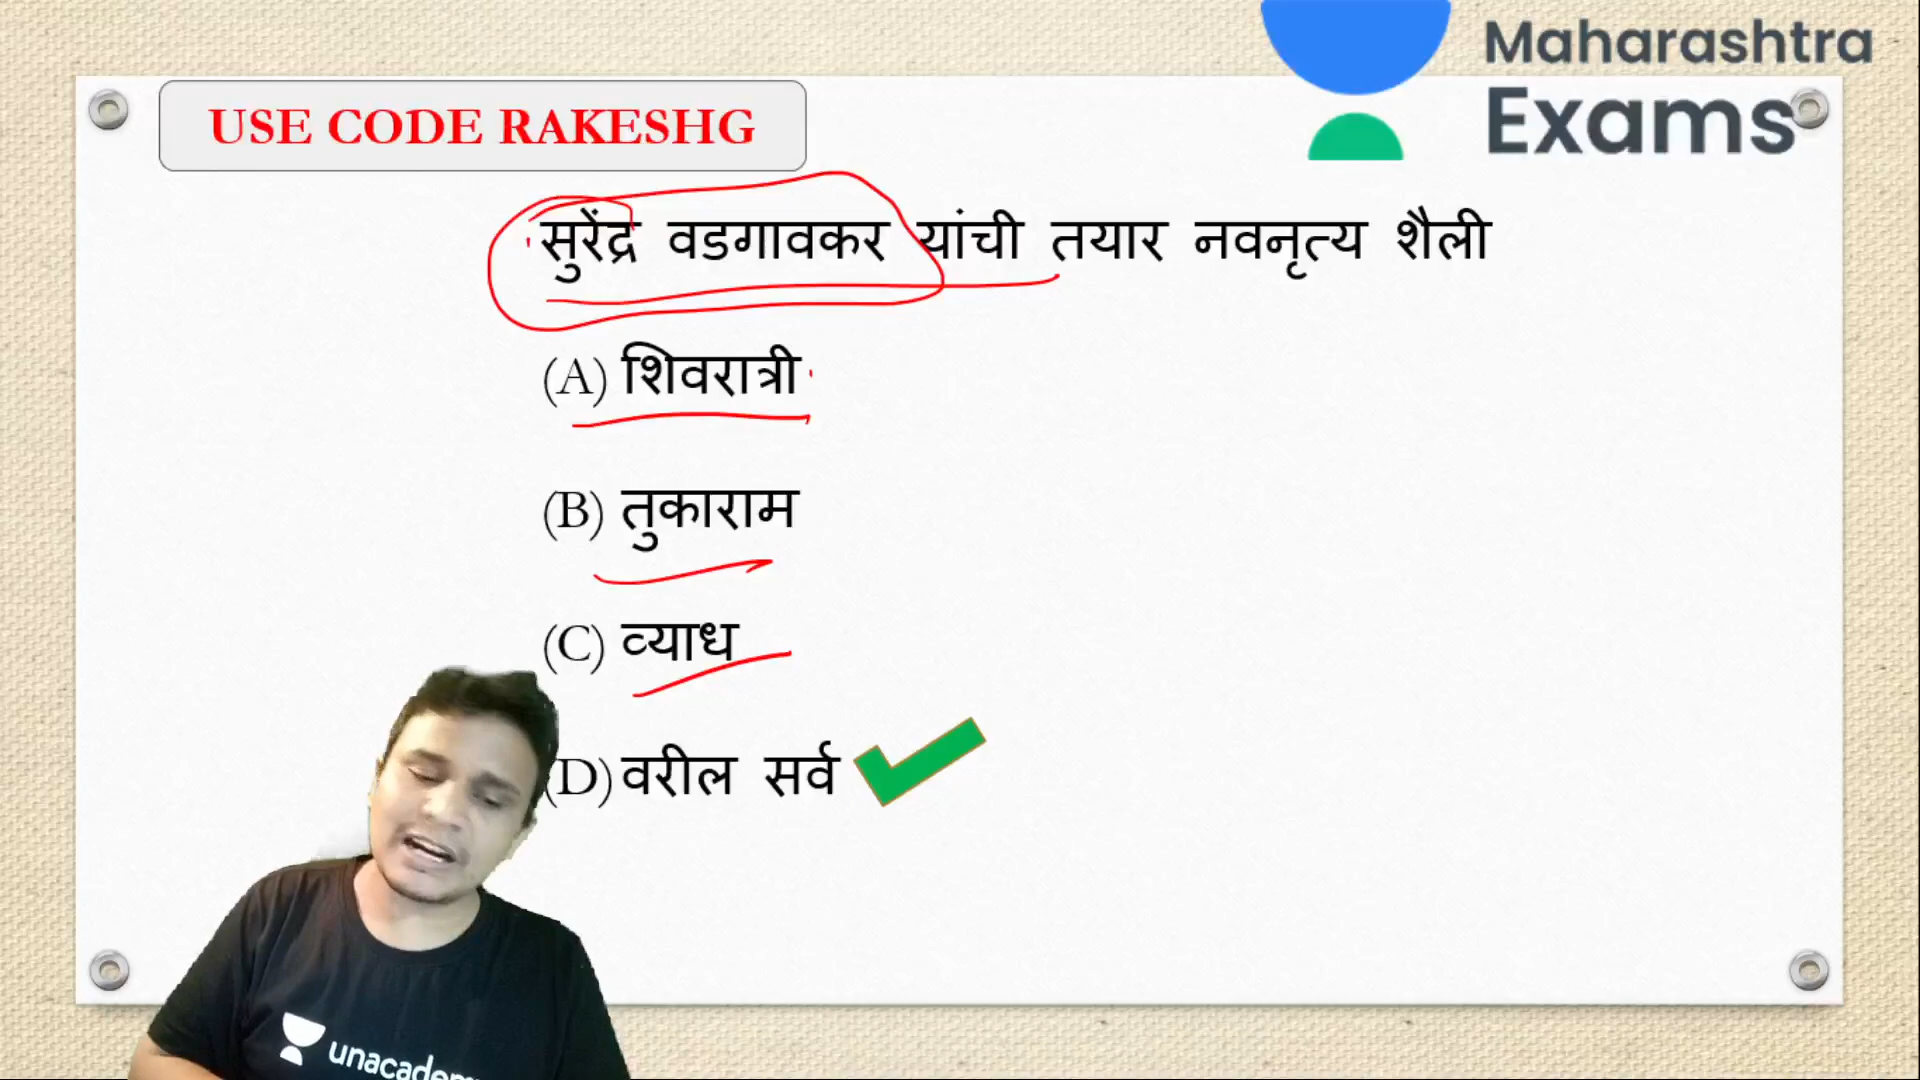 Maharashtra
Exams
USE CODE RAKESHG
सुरेंद्र वडगावकर यांची तयार नवनृत्य शैली
(A) शिवरात्री
(B) तुकाराम
(C) व्याध
(D) वरील सर्व